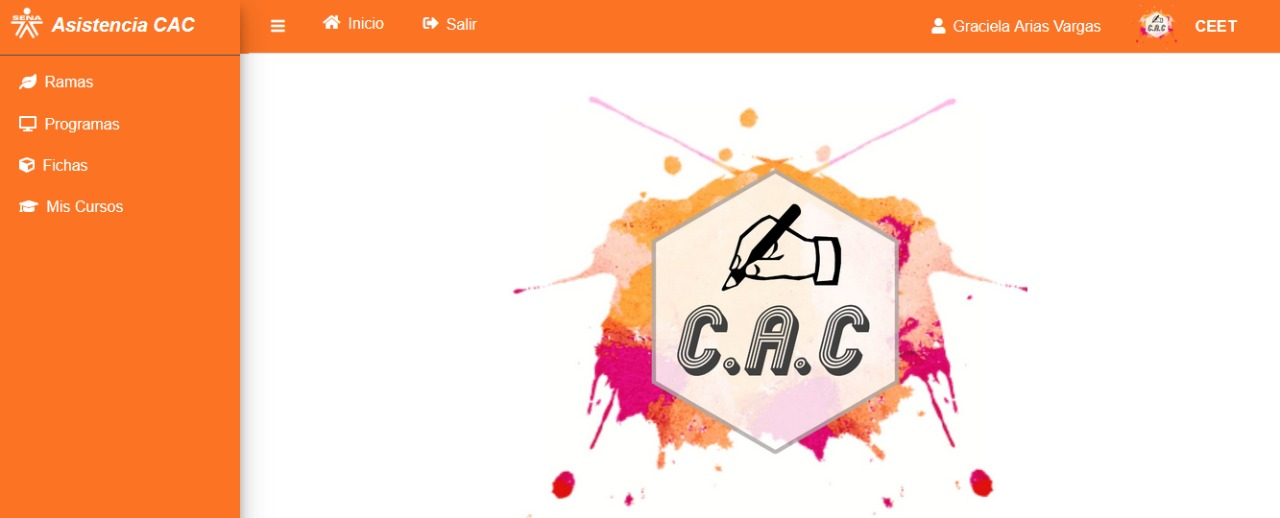 SENA
Asistencia CAC
Inicio
Salir
Graciela Arias Vargas
C.A.C
CEET
Ramas
Programas
Fichas
Mis Cursos
C.A.C